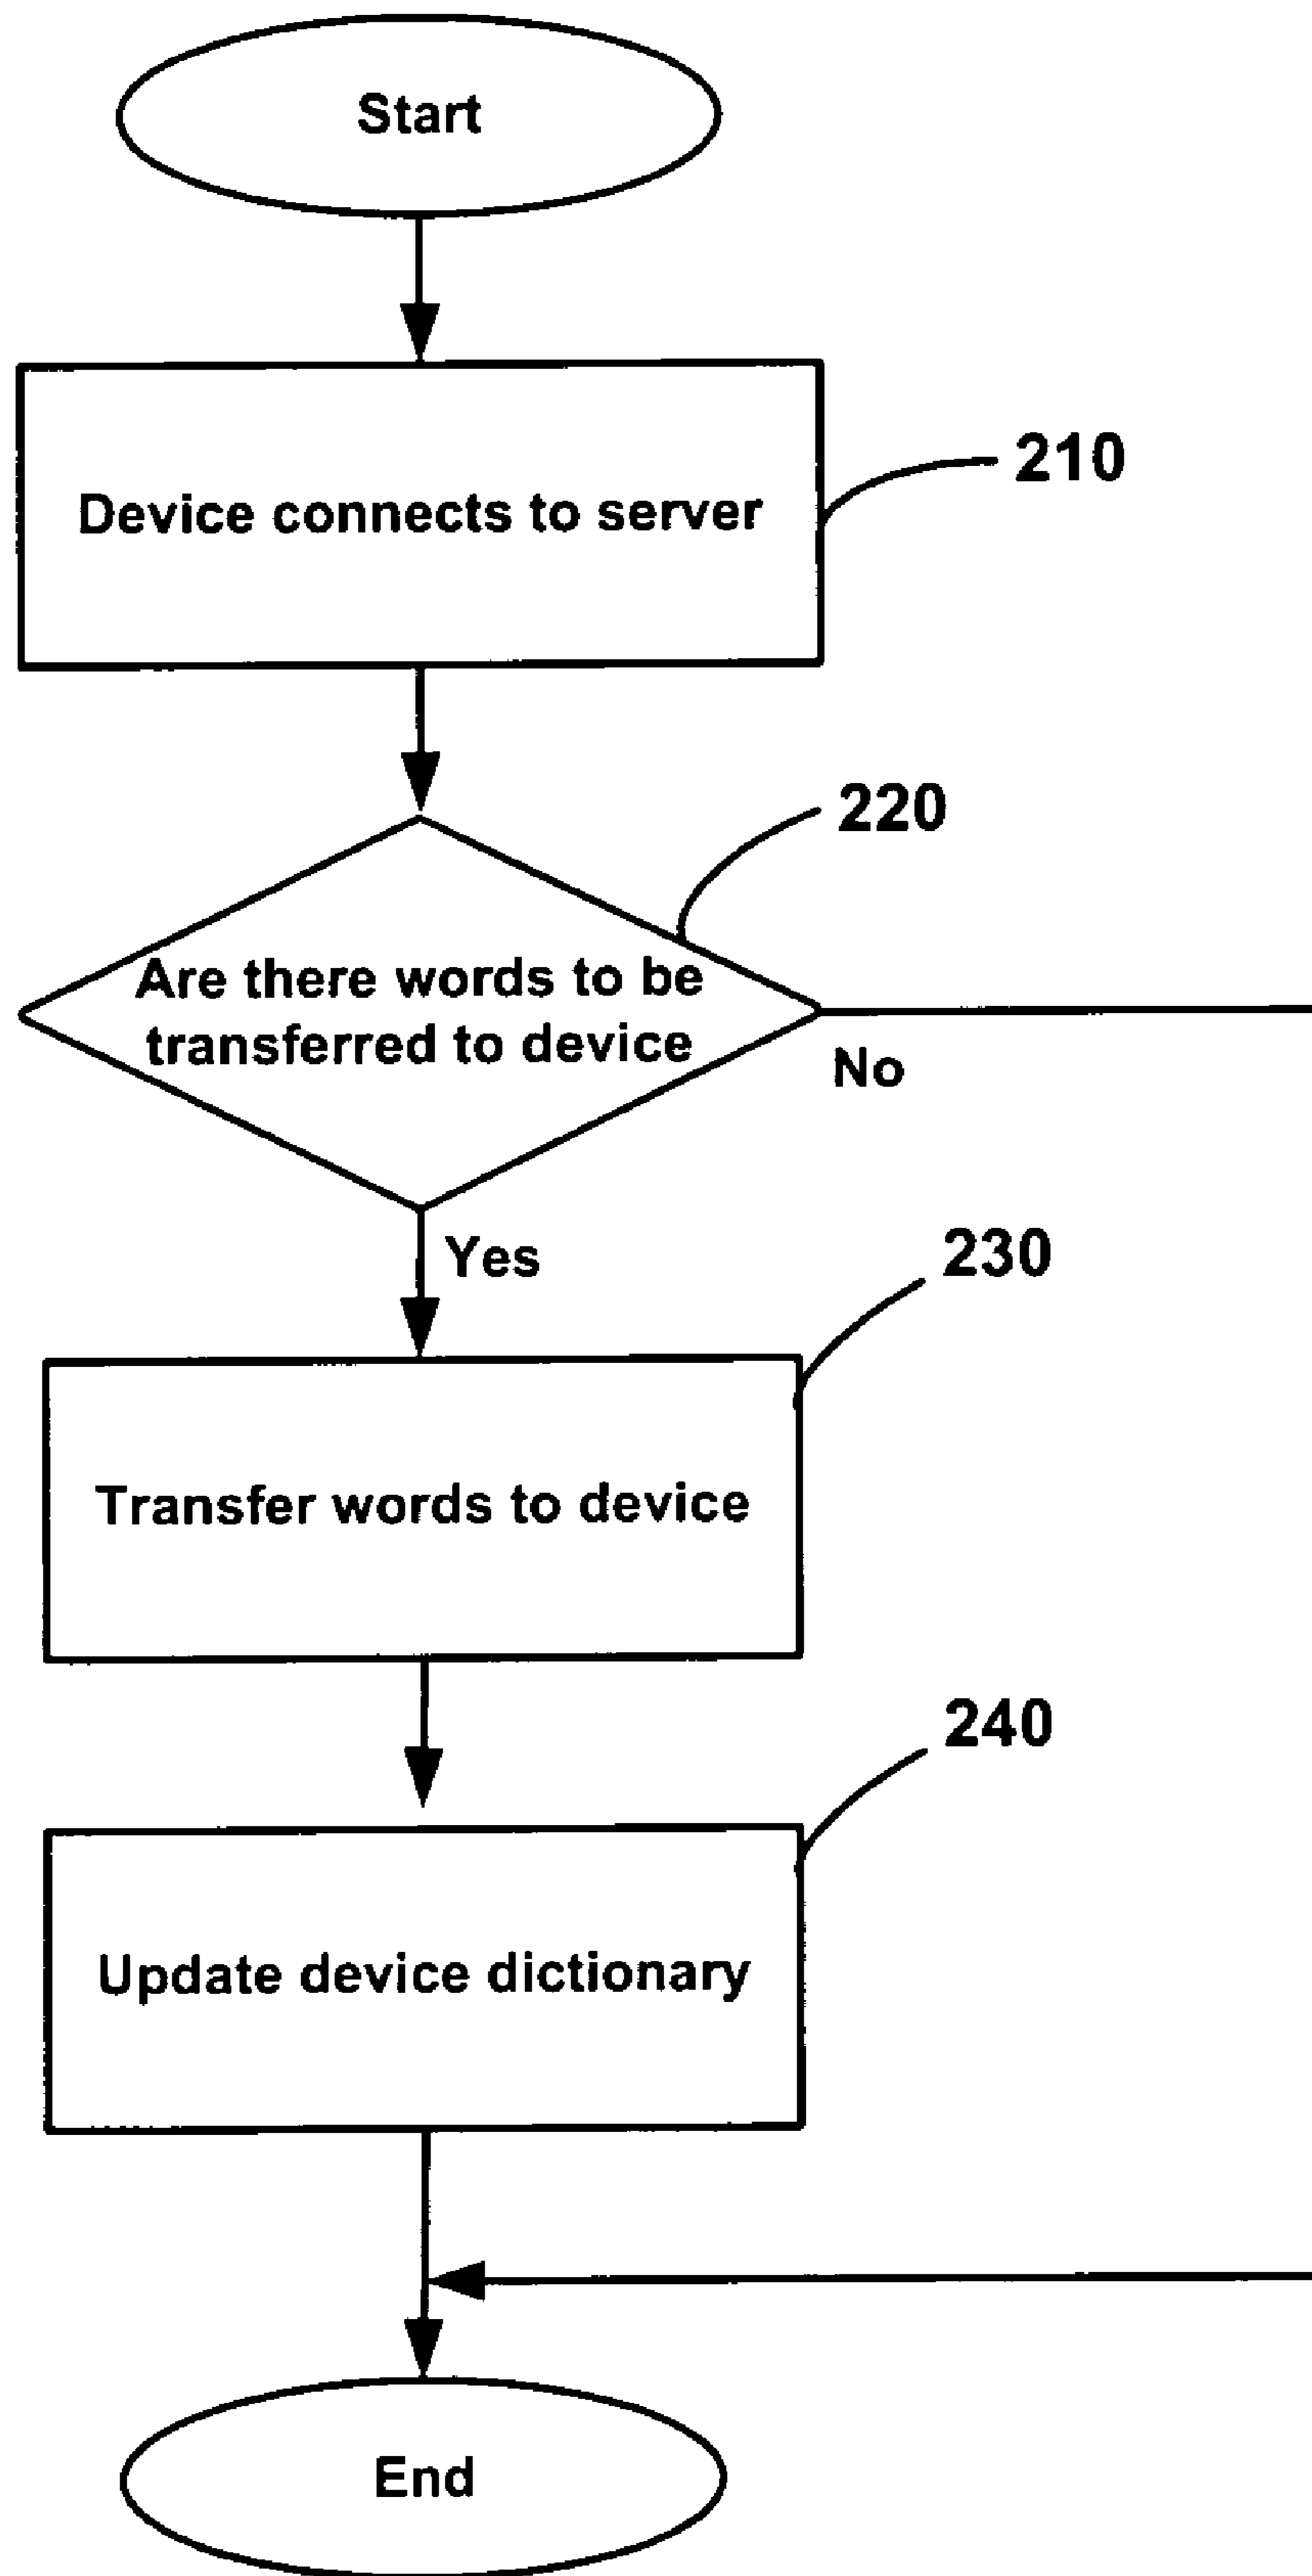 Start
Device connects to server
210
220
Are there words to be
transferred to device
No
Yes
230
Transfer words to device
240
Update device dictionary
End